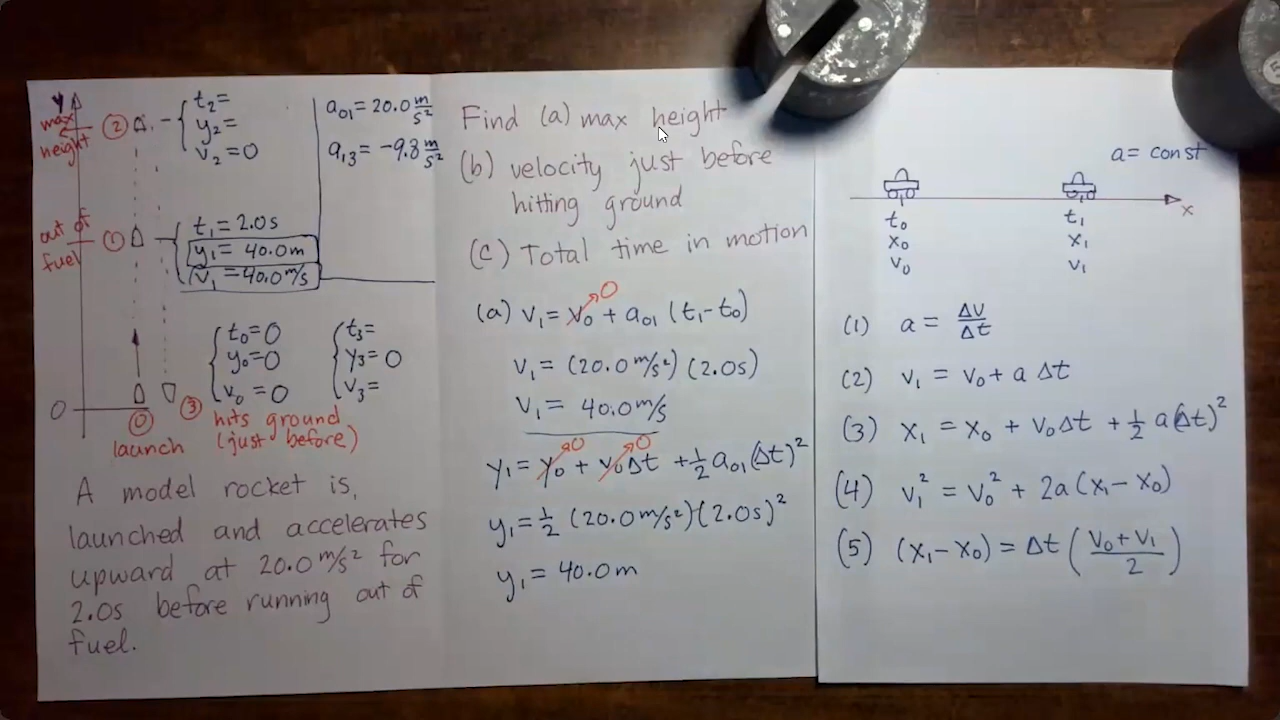 y
max
height
②
t₂=
y₂=
v₂=0
a₀₁=20.0 m/s²
a₁₃= -9.8 m/s²
out of
fuel
①
t₁=2.0s
y₁= 40.0m
v₁=40.0m/s
t₀=0
y₀=0
v₀=0
t₃=
y₃=0
v₃=
0
⓪
launch
③ hits ground
(just before)
A model rocket is
launched and accelerates
upward at 20.0 m/s² for
2.0s before running out of
fuel.
Find (a) max height
(b) velocity just before
hitting ground
(c) Total time in motion
(a) v₁= v₀ + a₀₁ (t₁-t₀)
0
v₁= (20.0 m/s²)(2.0s)
v₁= 40.0 m/s
0 0
y₁= y₀ + v₀Δt + ½ a₀₁(Δt)²
y₁= ½ (20.0 m/s²)(2.0s)²
y₁= 40.0m
a= const
x
t₀
x₀
v₀
t₁
x₁
v₁
(1) a = Δv/Δt
(2) v₁ = v₀+ a Δt
(3) x₁ = x₀ + v₀Δt + ½ a(Δt)²
(4) v₁² = v₀² + 2a(x₁-x₀)
(5) (x₁-x₀) = Δt ((v₀+v₁)/2)